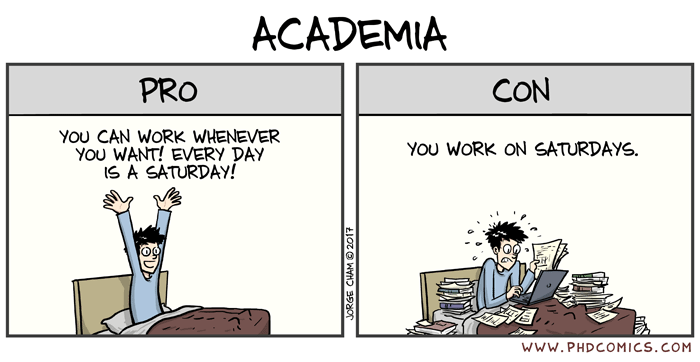 ACADEMIA
PRO
YOU CAN WORK WHENEVER
YOU WANT! EVERY DAY
IS A SATURDAY!
JORGE CHAM © 2017
CON
YOU WORK ON SATURDAYS.
WWW.PHDCOMICS.COM